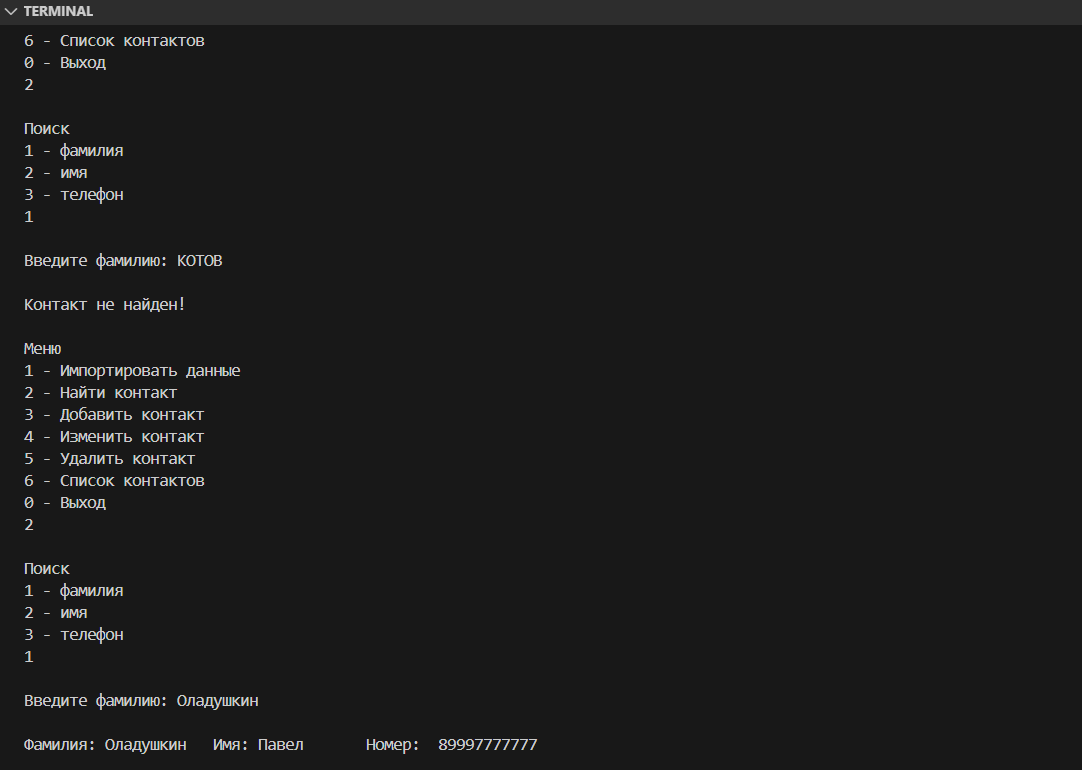 TERMINAL
6 - Список контактов
0 - Выход
2
Поиск
1 - фамилия
2 - имя
3 - телефон
1
Введите фамилию: КОТОВ
Контакт не найден!
Меню
1 - Импортировать данные
2 - Найти контакт
3 - Добавить контакт
4 - Изменить контакт
5 - Удалить контакт
6 - Список контактов
0 - Выход
2
Поиск
1 - фамилия
2 - имя
3 - телефон
1
Введите фамилию: Оладушкин
Фамилия: Оладушкин   Имя: Павел       Номер:  89997777777